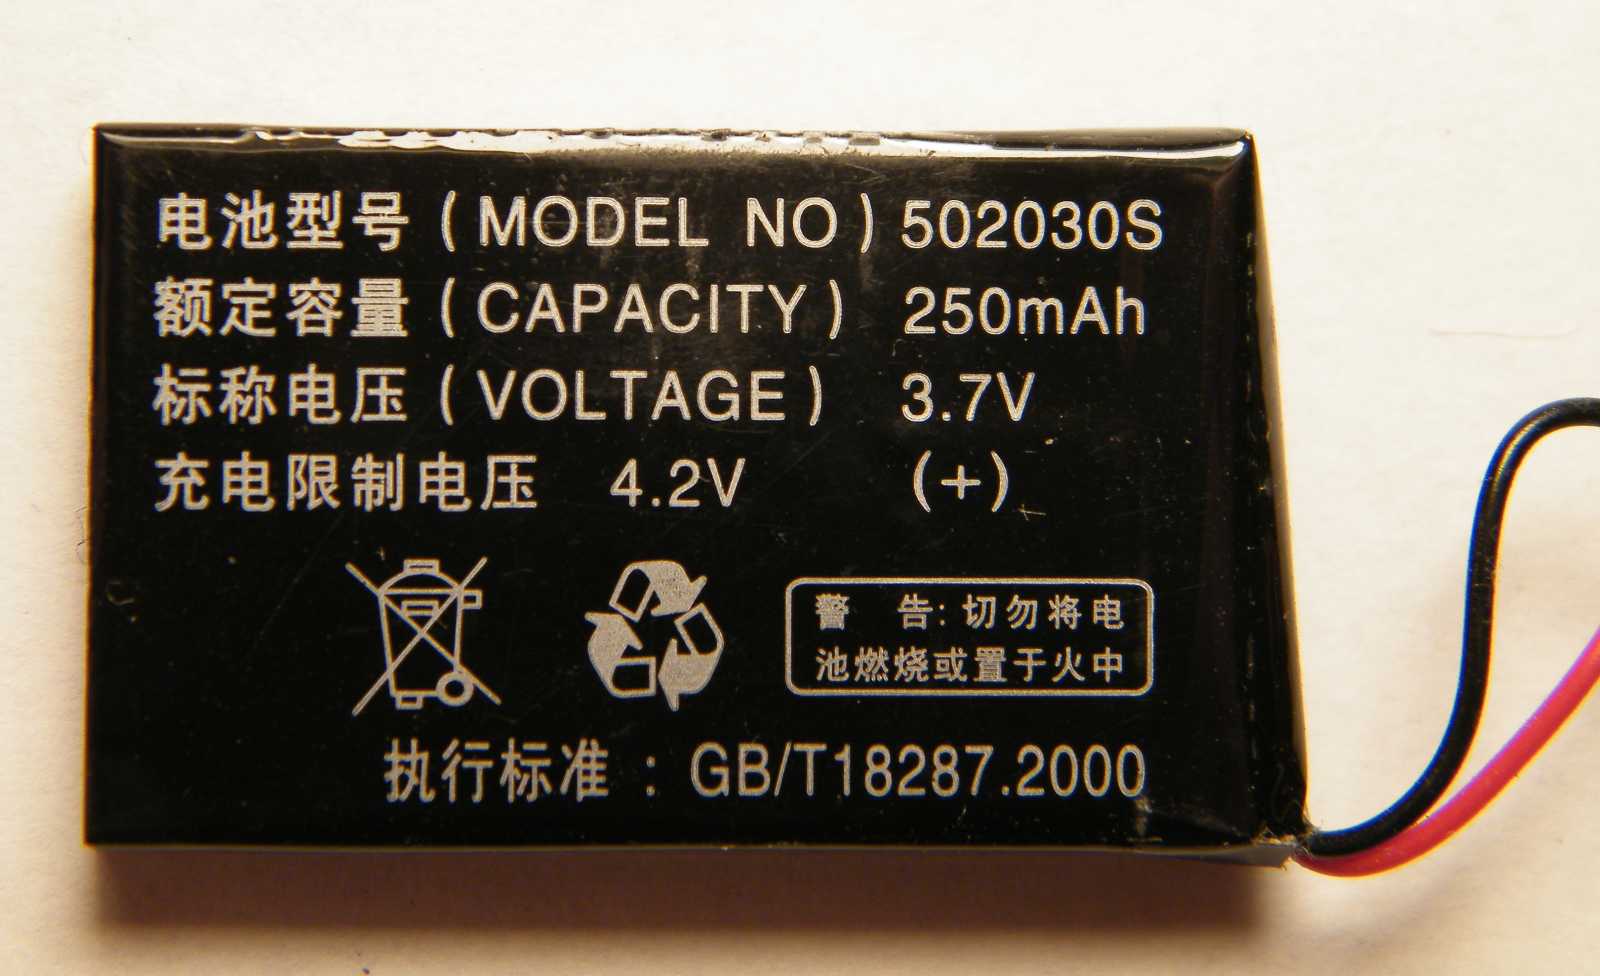 电池型号(MODEL NO)502030S
额定容量(CAPACITY) 250mAh
标称电压(VOLTAGE) 3.7V
充电限制电压 4.2V (+)
警 告:切勿将电
池燃烧或置于火中
执行标准:GB/T18287.2000